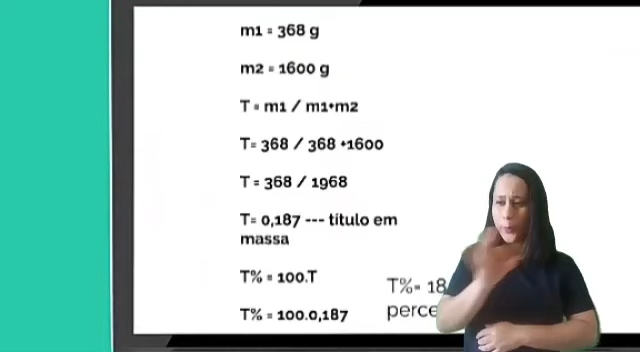 m1 = 368 g
m2 = 1600 g
T = m1 / m1+m2
T= 368 / 368 +1600
T = 368 / 1968
T= 0,187 --- título em
massa
T% = 100.T
T% = 100.0,187
T%= 18